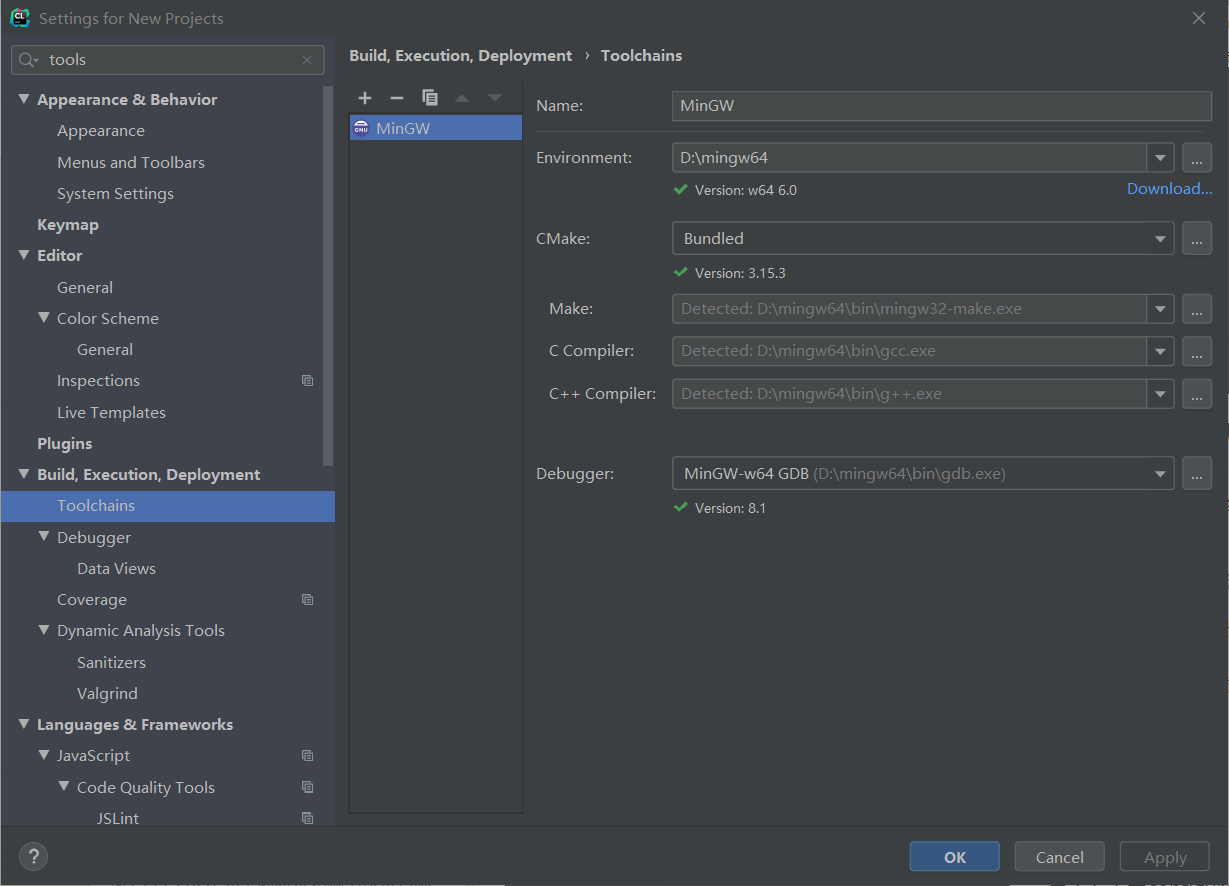 Settings for New Projects
tools
Appearance & Behavior
Appearance
Menus and Toolbars
System Settings
Keymap
Editor
General
Color Scheme
General
Inspections
Live Templates
Plugins
Build, Execution, Deployment
Toolchains
Debugger
Data Views
Coverage
Dynamic Analysis Tools
Sanitizers
Valgrind
Languages & Frameworks
JavaScript
Code Quality Tools
JSLint
Build, Execution, Deployment › Toolchains
MinGW
Name: MinGW
Environment: D:\mingw64 ...
Version: w64 6.0 Download...
CMake: Bundled ...
Version: 3.15.3
Make: Detected: D:\mingw64\bin\mingw32-make.exe ...
C Compiler: Detected: D:\mingw64\bin\gcc.exe ...
C++ Compiler: Detected: D:\mingw64\bin\g++.exe ...
Debugger: MinGW-w64 GDB (D:\mingw64\bin\gdb.exe) ...
Version: 8.1
? OK Cancel Apply